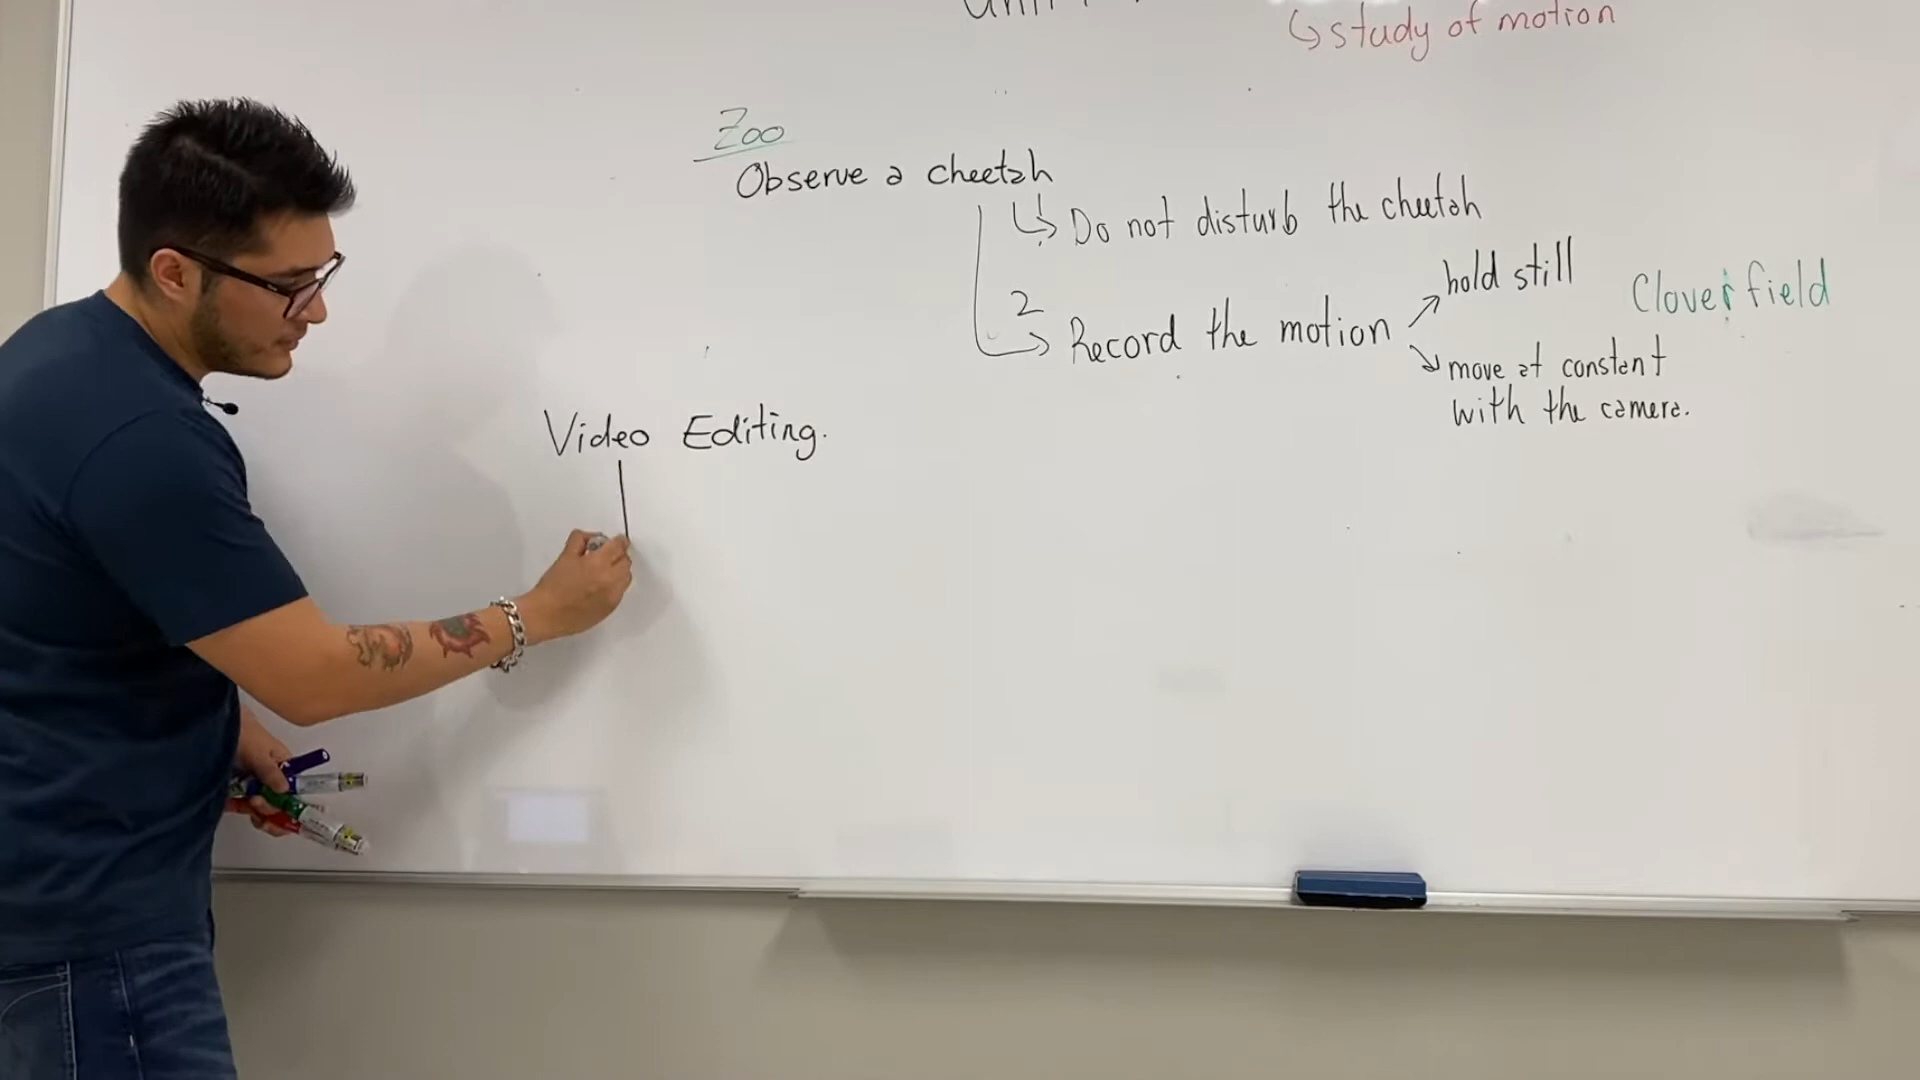 ↳ study of motion
Zoo
Observe a cheetah
1
↳ Do not disturb the cheetah
2
Record the motion
hold still
move at constant
with the camera.
Cloverfield
Video Editing.